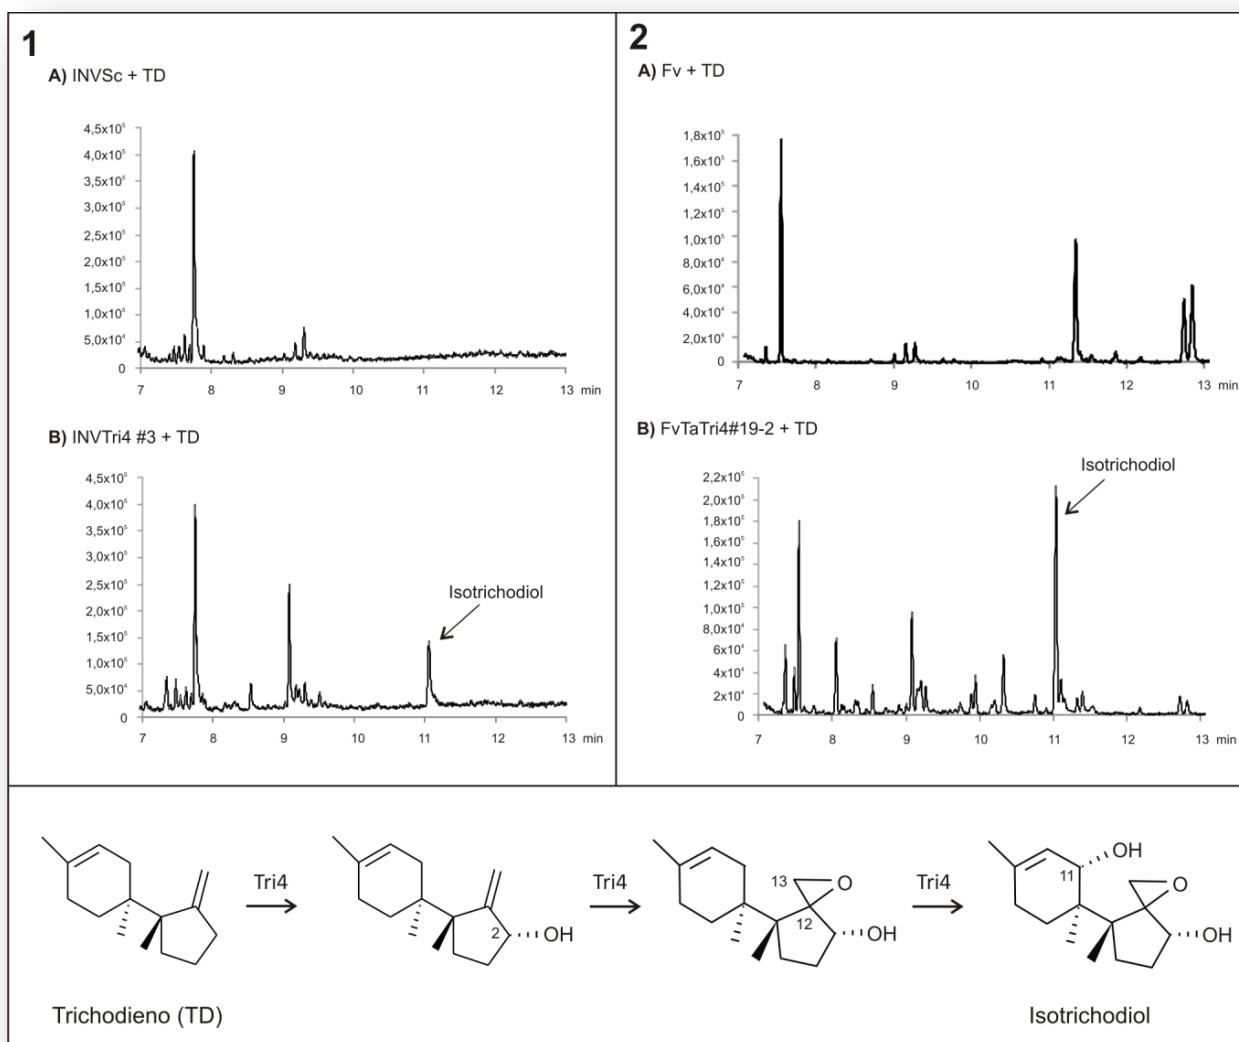 1
A) INVSc + TD
4,5x10⁵
4,0x10⁵
3,5x10⁵
3,0x10⁵
2,5x10⁵
2,0x10⁵
1,5x10⁵
1,0x10⁵
5,0x10⁴
0
7 8 9 10 11 12 13 min
B) INVTri4 #3 + TD
4,5x10⁵
4,0x10⁵
3,5x10⁵
3,0x10⁵
2,5x10⁵
2,0x10⁵
1,5x10⁵
1,0x10⁵
5,0x10⁴
0
Isotrichodiol
7 8 9 10 11 12 13 min
2
A) Fv + TD
1,8x10⁵
1,6x10⁵
1,4x10⁵
1,2x10⁵
1,0x10⁵
8,0x10⁴
6,0x10⁴
4,0x10⁴
2,0x10⁴
0
7 8 9 10 11 12 13 min
B) FvTaTri4#19-2 + TD
Isotrichodiol
2,2x10⁵
2,0x10⁵
1,8x10⁵
1,6x10⁵
1,4x10⁵
1,2x10⁵
1,0x10⁵
8,0x10⁴
6x10⁴
4x10⁴
2x10⁴
0
7 8 9 10 11 12 13 min
Tri4
2 OH
Tri4
13 O
12 OH
Tri4
OH
11 O
OH
Trichodieno (TD)
Isotrichodiol